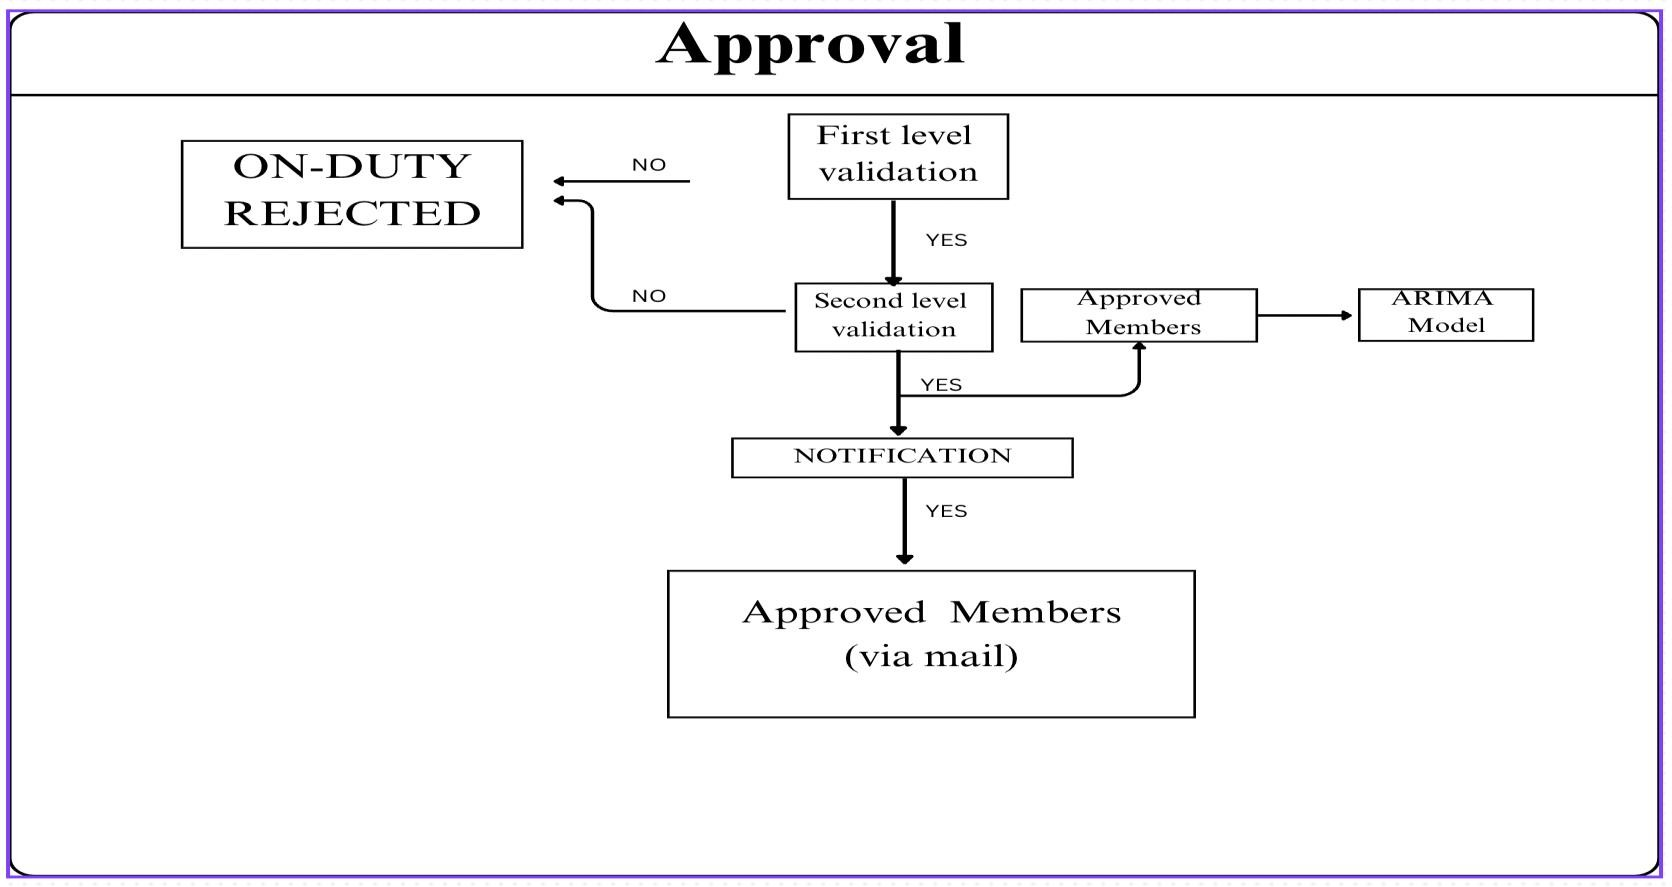 Approval
First level
validation
ON-DUTY
REJECTED
NO
YES
NO
Second level
validation
Approved
Members
ARIMA
Model
YES
NOTIFICATION
YES
Approved Members
(via mail)